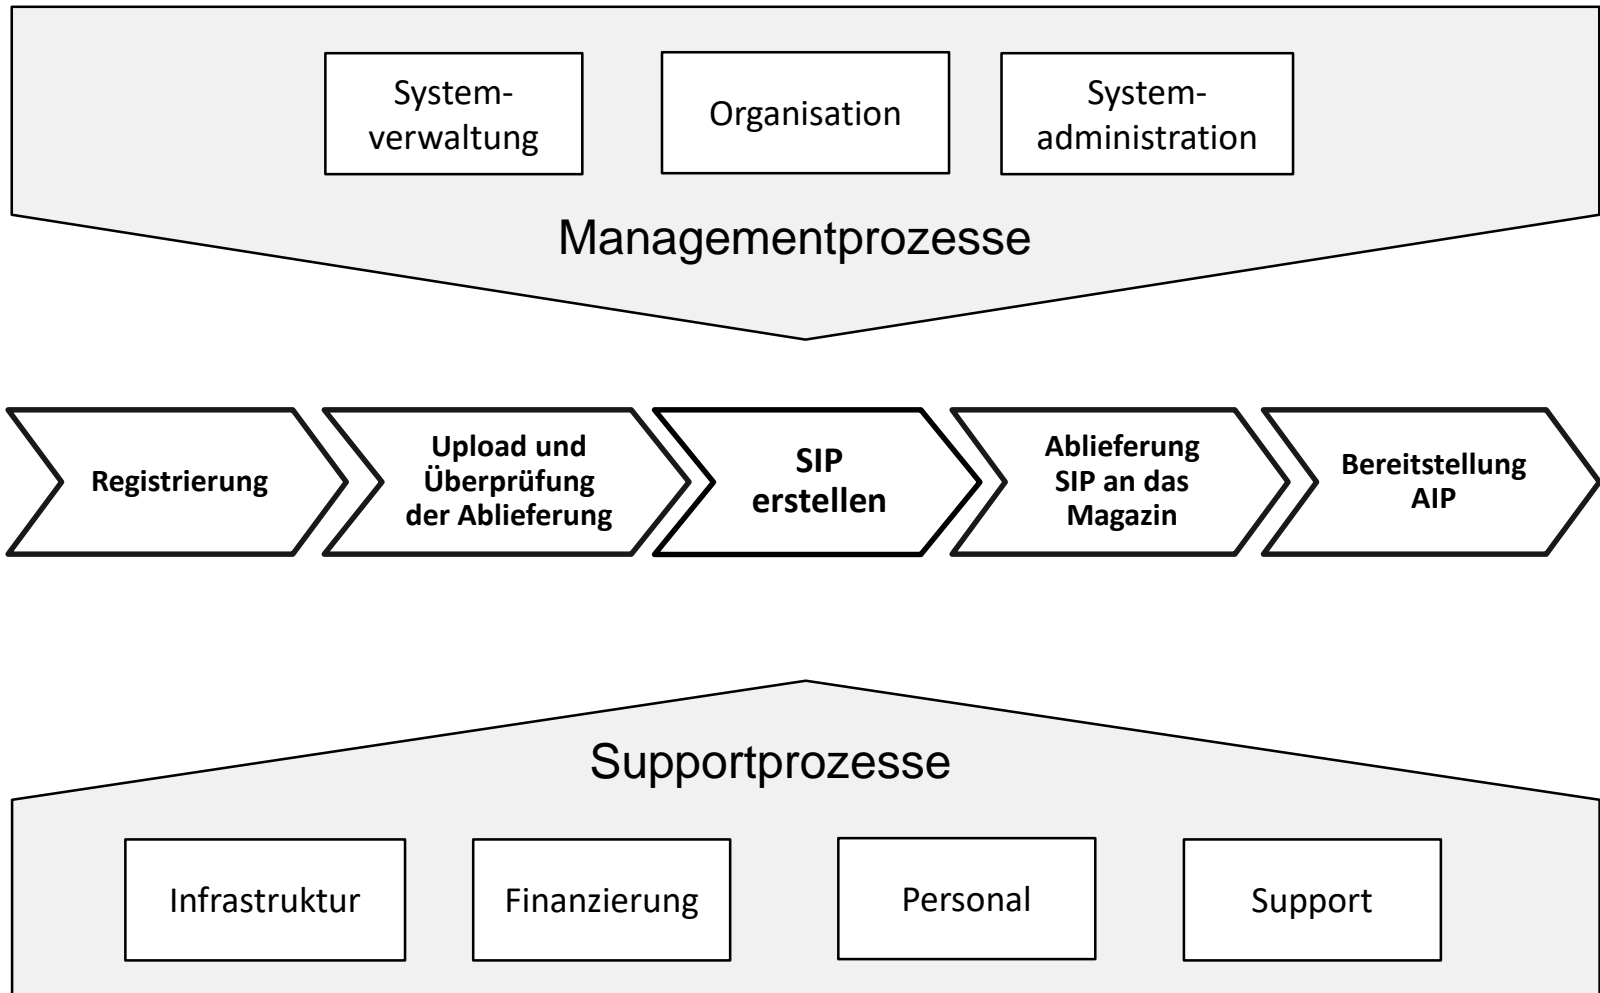 System-
verwaltung
Organisation
System-
administration
Managementprozesse
Registrierung
Upload und
Überprüfung
der Ablieferung
SIP
erstellen
Ablieferung
SIP an das
Magazin
Bereitstellung
AIP
Supportprozesse
Infrastruktur
Finanzierung
Personal
Support